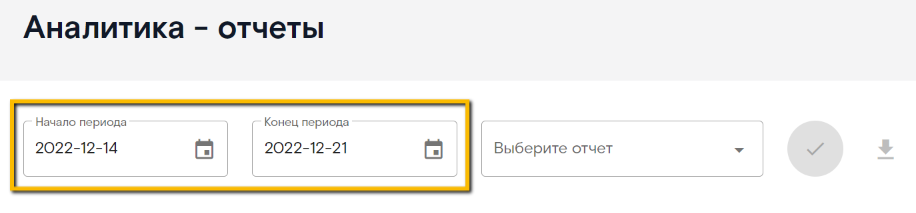 Аналитика - отчеты
Начало периода
Конец периода
2022-12-14
2022-12-21
Выберите отчет